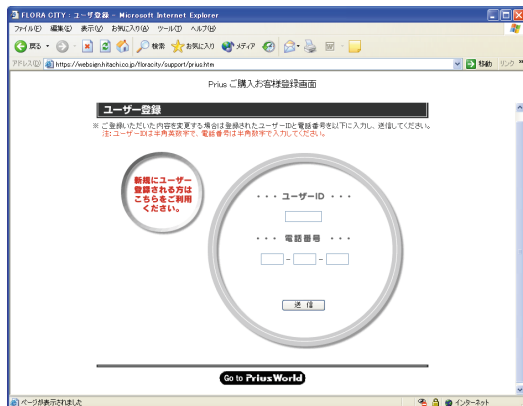 FLORA CITY : ユーザ登録 - Microsoft Internet Explorer
ファイル(F) 編集(E) 表示(V) お気に入り(A) ツール(T) ヘルプ(H)
戻る 検索 お気に入り メディア
アドレス(D) https://websign.hitachi.co.jp/floracity/support/prius.htm 移動 リンク »
Prius ご購入お客様登録画面
ユーザー登録
※ ご登録いただいた内容を変更する場合は登録されたユーザーIDと電話番号を以下に入力し、送信してください。
注:ユーザーIDは半角英数字で、電話番号は半角数字で入力してください。
新規にユーザー
登録される方は
こちらをご利用
ください。
・・・ ユーザーID ・・・
・・・ 電話番号 ・・・
- -
送 信
Go to PriusWorld
ページが表示されました インターネット